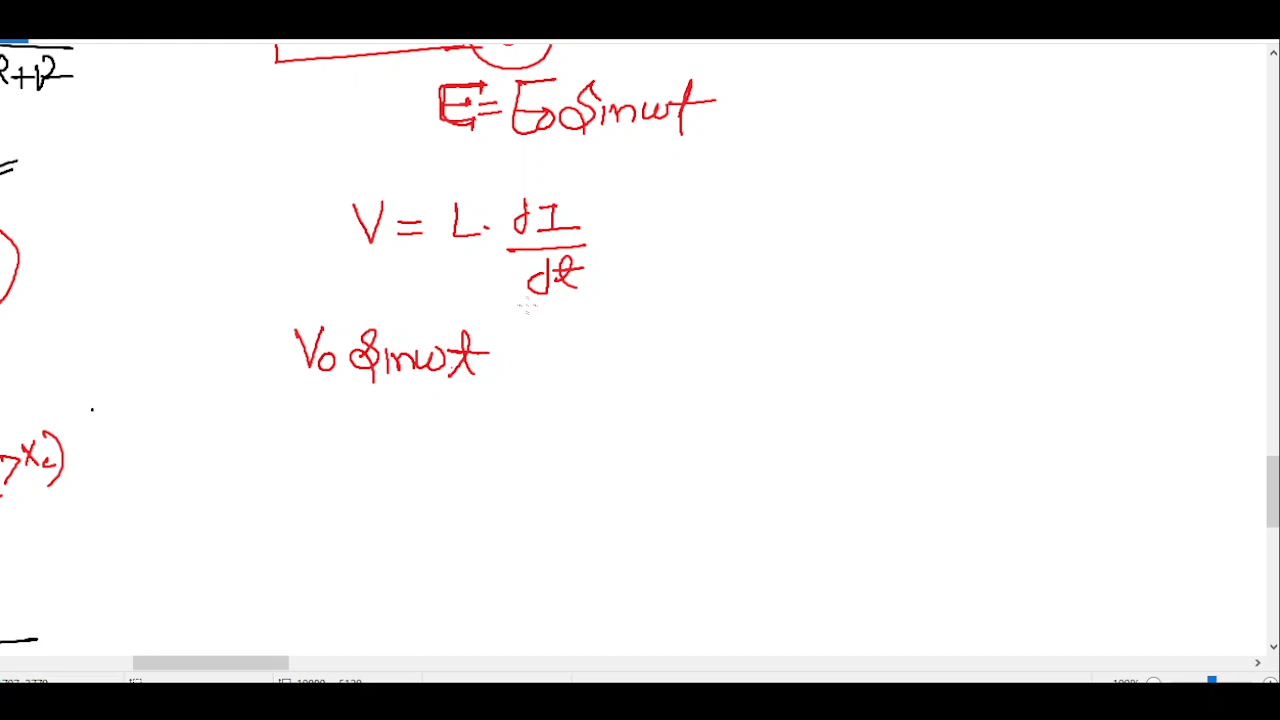 R+r
E = E₀ Sinωt
=
V = L . dI/dt
V₀ Sinωt